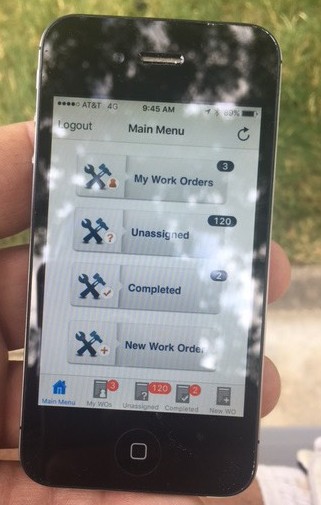 AT&T 4G 9:45 AM 89%
Logout Main Menu
3
My Work Orders
120
Unassigned
?
2
Completed
New Work Order
3 120 2
?
Main Menu My WOs Unassigned Completed New WO